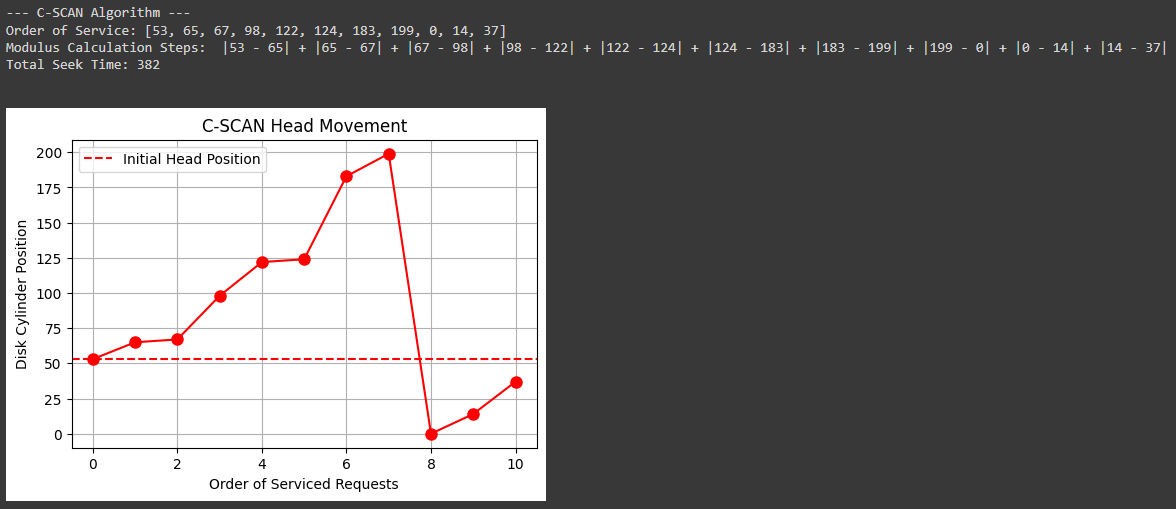 --- C-SCAN Algorithm ---
Order of Service: [53, 65, 67, 98, 122, 124, 183, 199, 0, 14, 37]
Modulus Calculation Steps:  |53 - 65| + |65 - 67| + |67 - 98| + |98 - 122| + |122 - 124| + |124 - 183| + |183 - 199| + |199 - 0| + |0 - 14| + |14 - 37|
Total Seek Time: 382
C-SCAN Head Movement
Initial Head Position
Disk Cylinder Position
200
175
150
125
100
75
50
25
0
0 2 4 6 8 10
Order of Serviced Requests